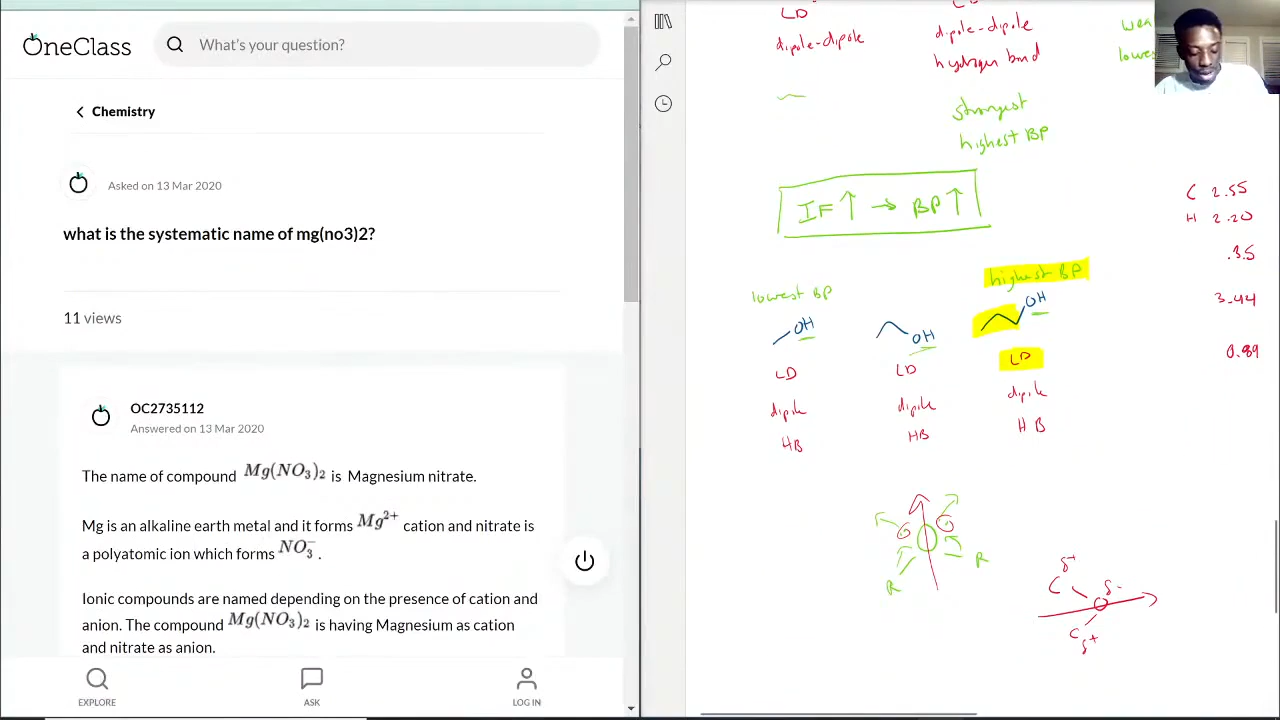 OneClass
What's your question?
Chemistry
Asked on 13 Mar 2020
what is the systematic name of mg(no3)2?
11 views
OC2735112
Answered on 13 Mar 2020
The name of compound Mg(NO3)2 is Magnesium nitrate.
Mg is an alkaline earth metal and it forms Mg2+ cation and nitrate is
a polyatomic ion which forms NO3−.
Ionic compounds are named depending on the presence of cation and
anion. The compound Mg(NO3)2 is having Magnesium as cation
and nitrate as anion.
EXPLORE
ASK
LOG IN
LD
dipole-dipole
dipole-dipole
hydrogen bond
lowes
strongest
highest BP
IF ↑ → BP ↑
C 2.55
H 2.20
.35
3.44
0.89
lowest BP
highest BP
OH
OH
OH
LD
LD
LD
dipole
dipole
dipole
HB
HB
HB
R
R
δ+
C
δ-
C
δ+